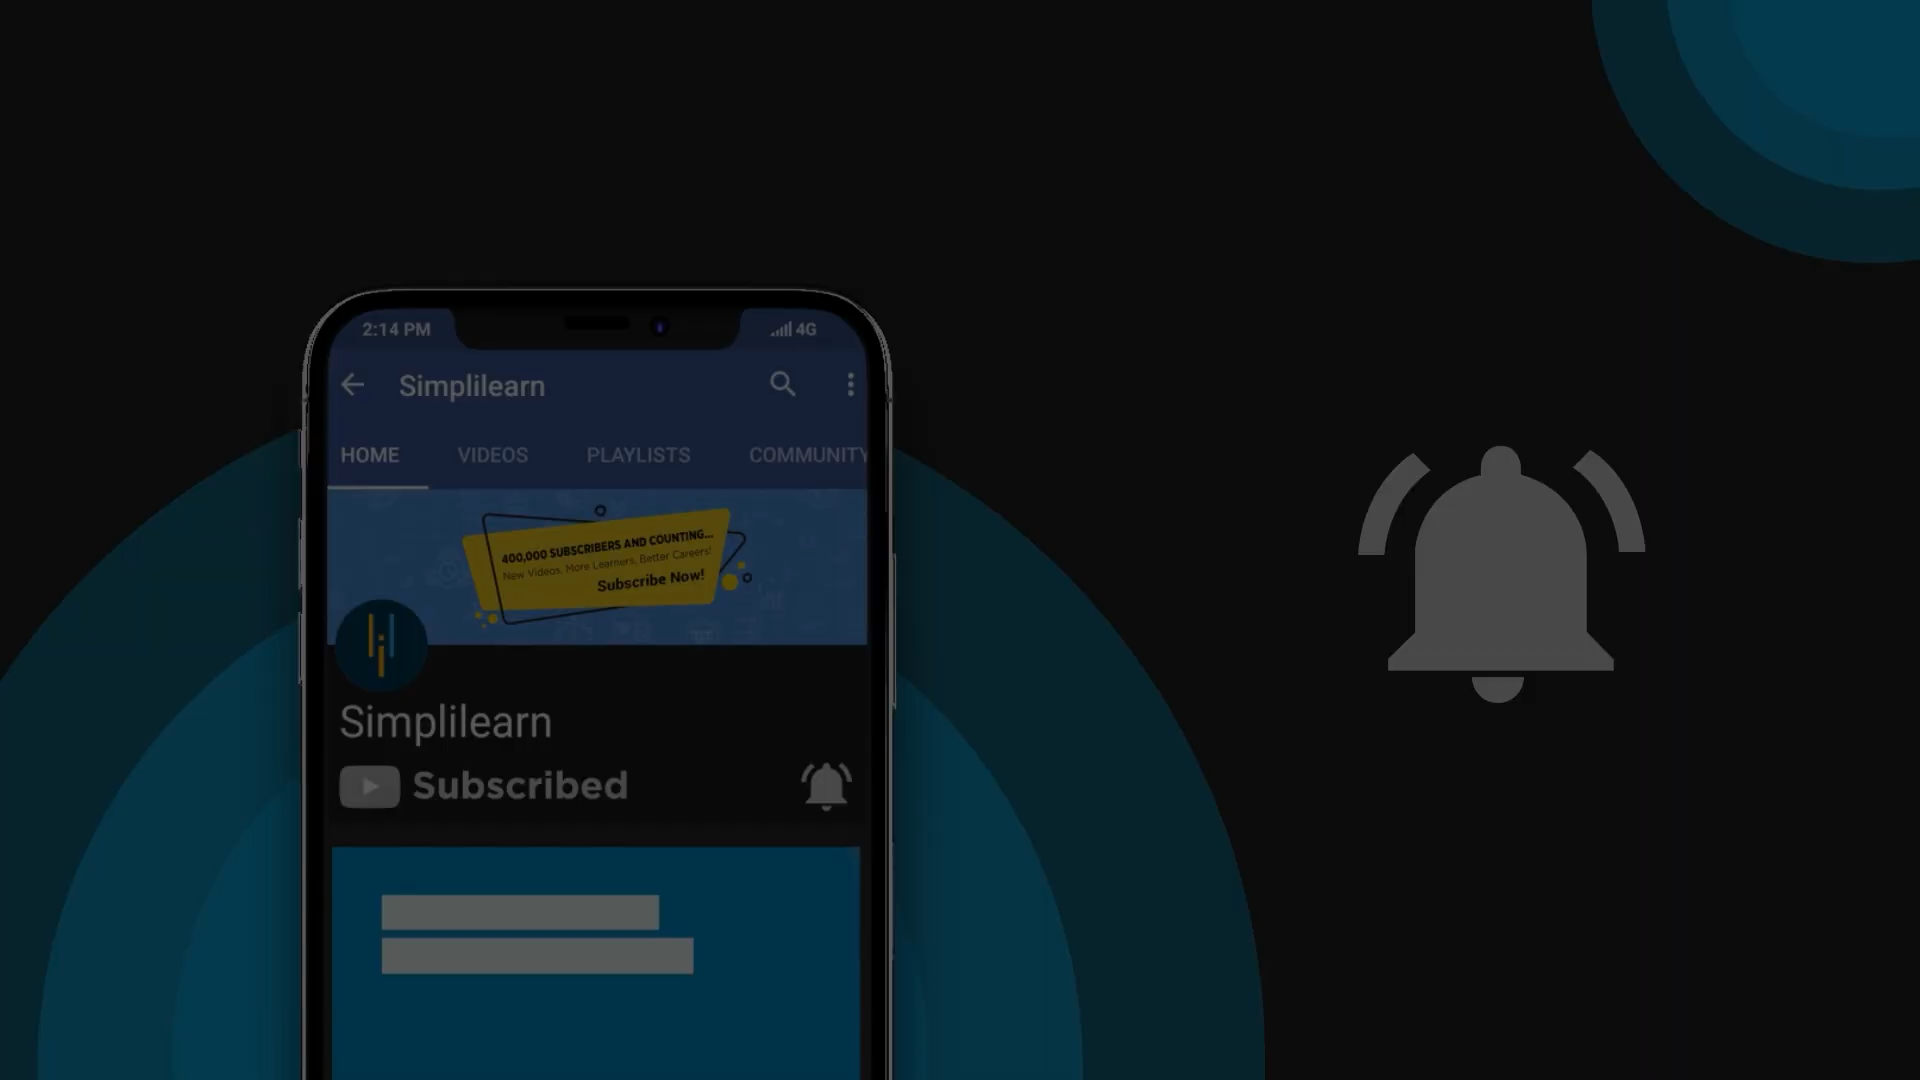 2:14 PM
4G
Simplilearn
HOME VIDEOS PLAYLISTS COMMUNITY
400,000 SUBSCRIBERS AND COUNTING...
New Videos, More Learners, Better Careers!
Subscribe Now!
Simplilearn
Subscribed